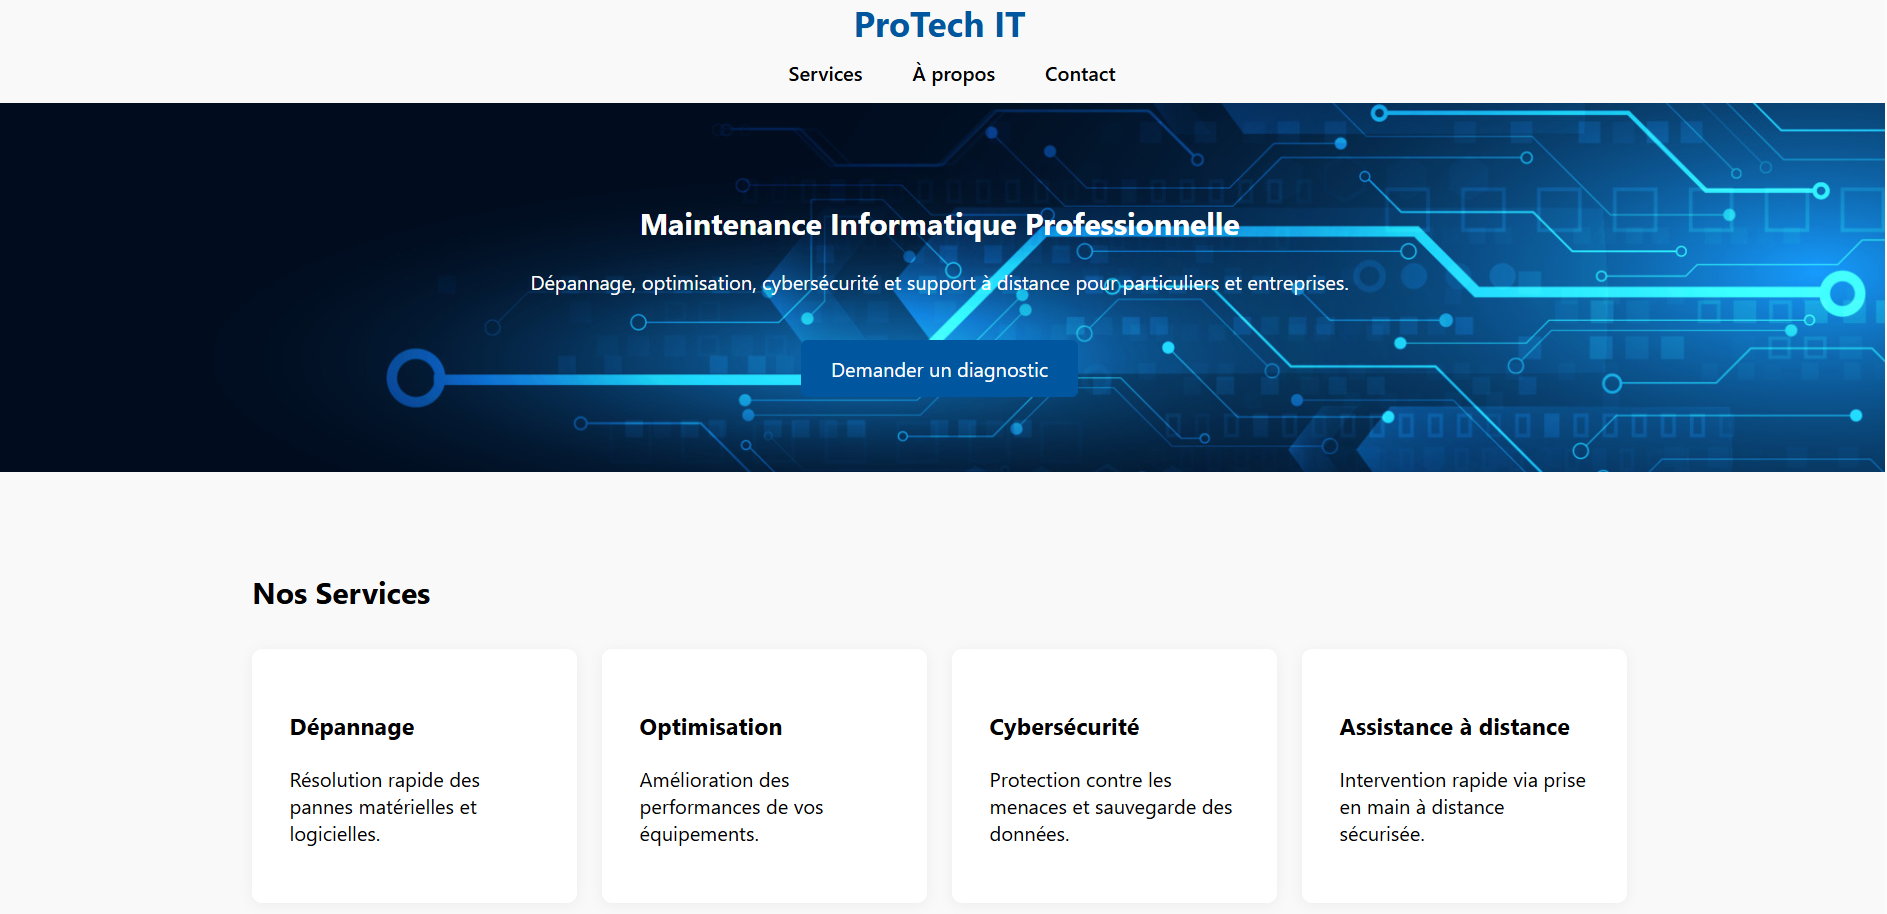 ProTech IT
Services À propos Contact
Maintenance Informatique Professionnelle
Dépannage, optimisation, cybersécurité et support à distance pour particuliers et entreprises.
Demander un diagnostic
Nos Services
Dépannage
Résolution rapide des
pannes matérielles et
logicielles.
Optimisation
Amélioration des
performances de vos
équipements.
Cybersécurité
Protection contre les
menaces et sauvegarde des
données.
Assistance à distance
Intervention rapide via prise
en main à distance
sécurisée.